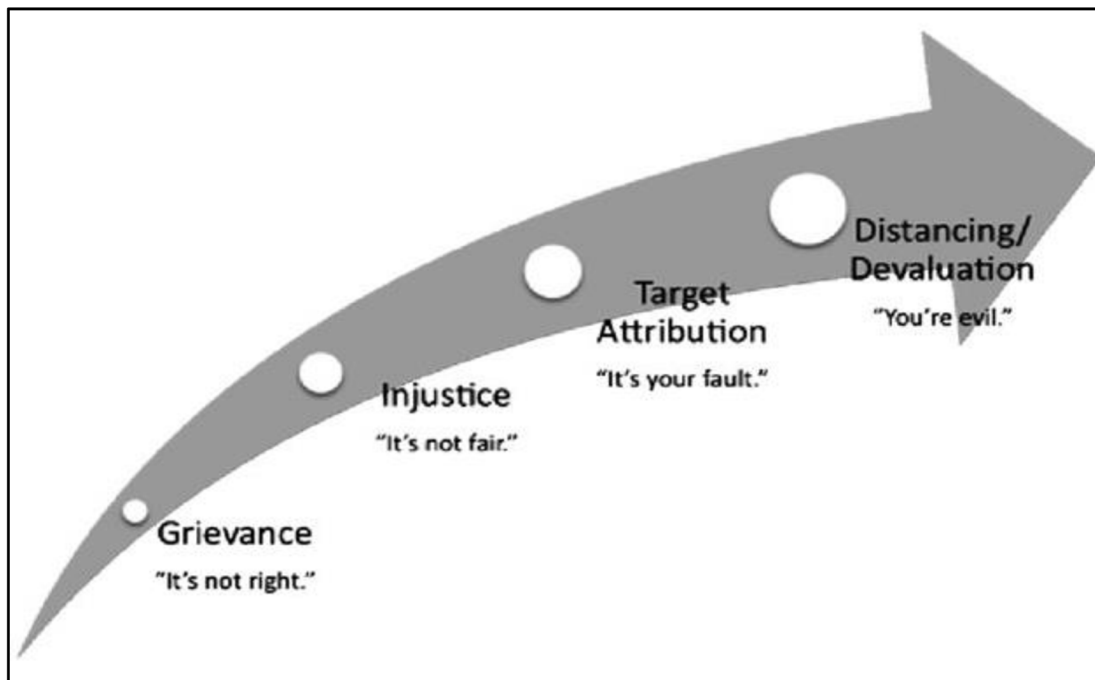 Grievance
"It's not right."
Injustice
"It's not fair."
Target
Attribution
"It's your fault."
Distancing/
Devaluation
"You're evil."